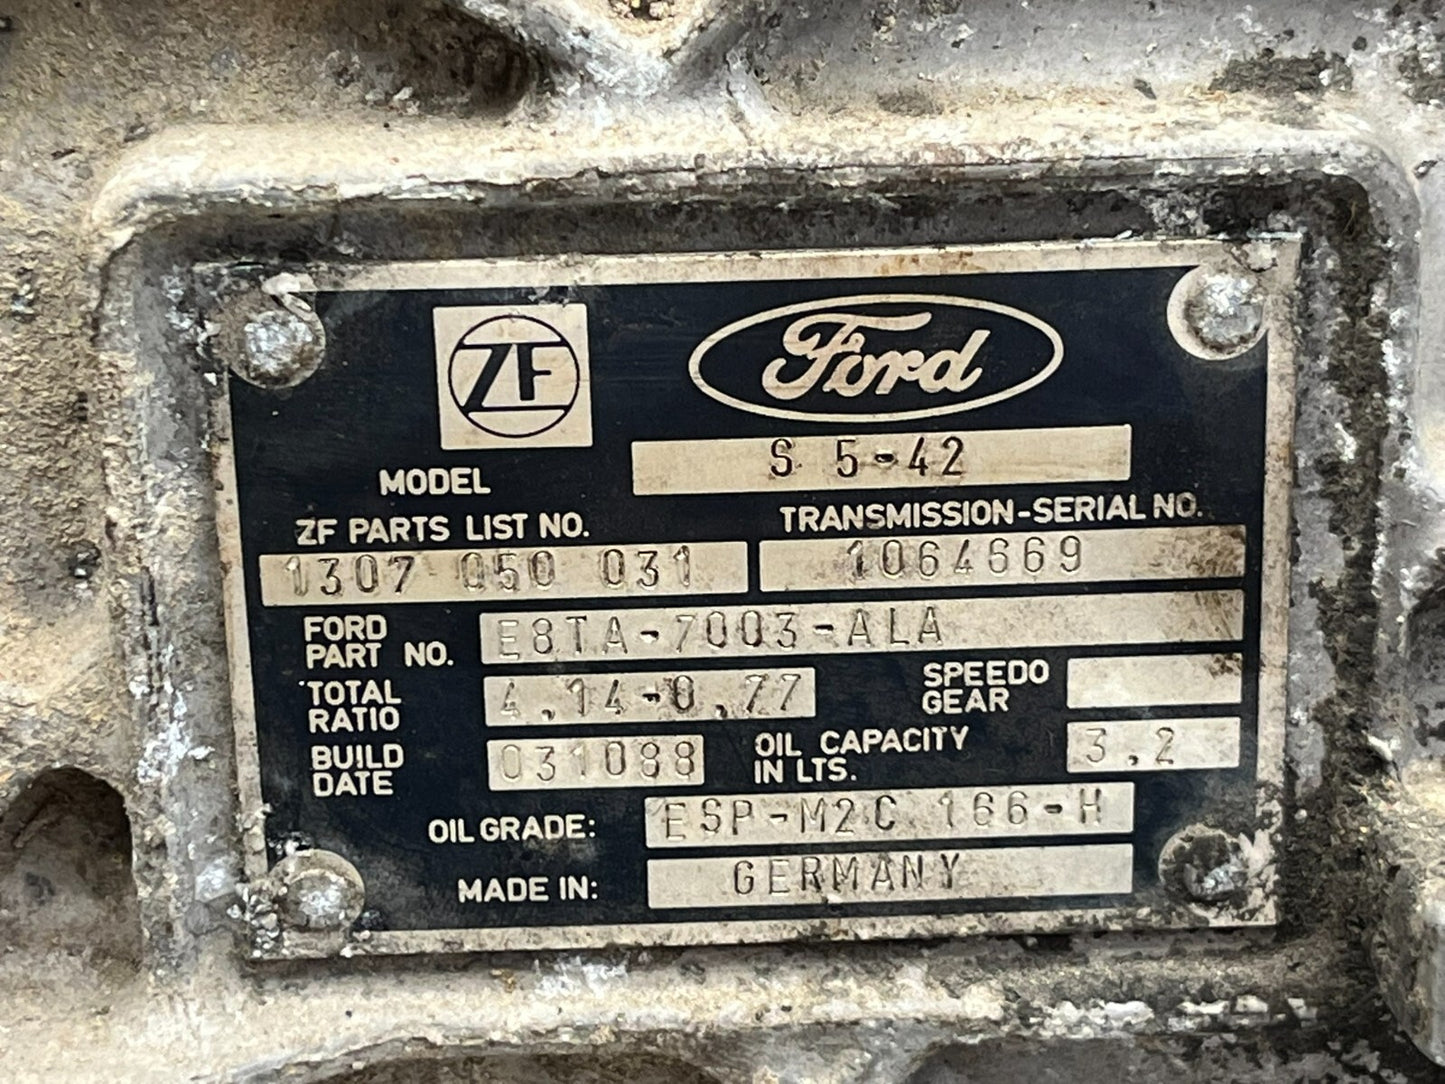 ZF
Ford
MODEL S 5-42
ZF PARTS LIST NO. TRANSMISSION-SERIAL NO.
1307 050 031 1064669
FORD PART NO. E8TA-7003-ALA
TOTAL RATIO 4,14-0,77 SPEEDO GEAR
BUILD DATE 031088 OIL CAPACITY IN LTS. 3,2
OIL GRADE: ESP-M2C 166-H
MADE IN: GERMANY